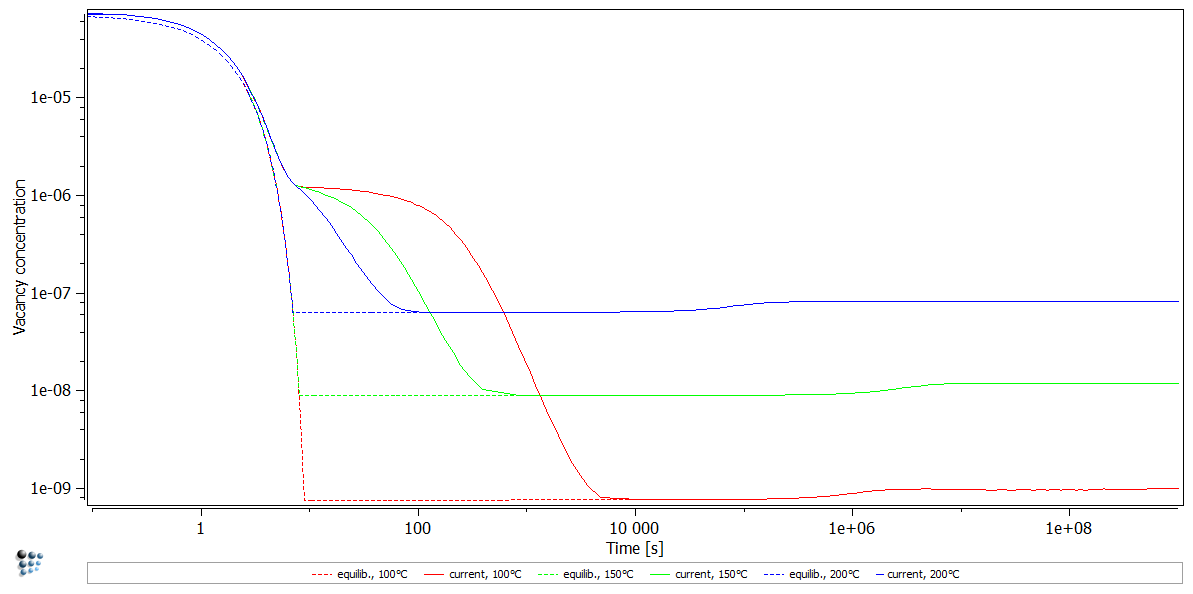 Vacancy concentration
1e-05
1e-06
1e-07
1e-08
1e-09
1 100 10 000 1e+06 1e+08
Time [s]
equilib., 100°C current, 100°C equilib., 150°C current, 150°C equilib., 200°C current, 200°C